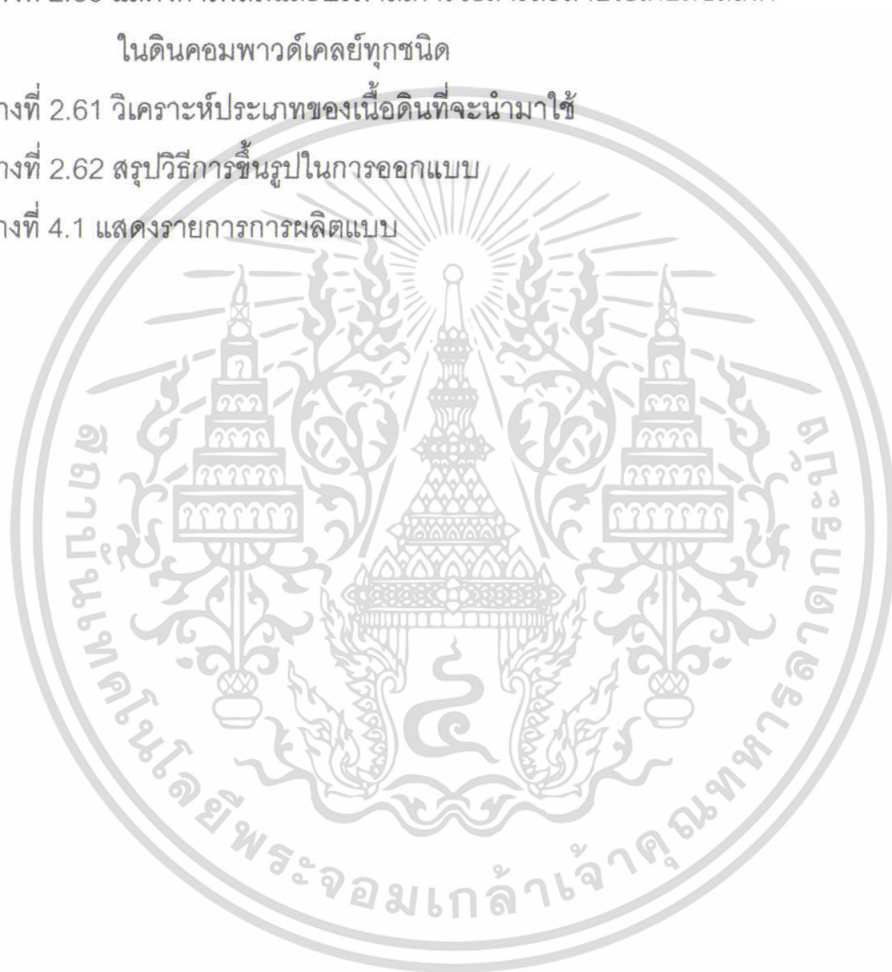 ในดินคอมพาวด์เคลย์ทุกชนิด
างที่ 2.61 วิเคราะห์ประเภทของเนื้อดินที่จะนำมาใช้
างที่ 2.62 สรุปวิธีการขึ้นรูปในการออกแบบ
างที่ 4.1 แสดงรายการการผลิตแบบ
สถาบันเทคโนโลยีพระจอมเกล้าเจ้าคุณทหารลาดกระบัง